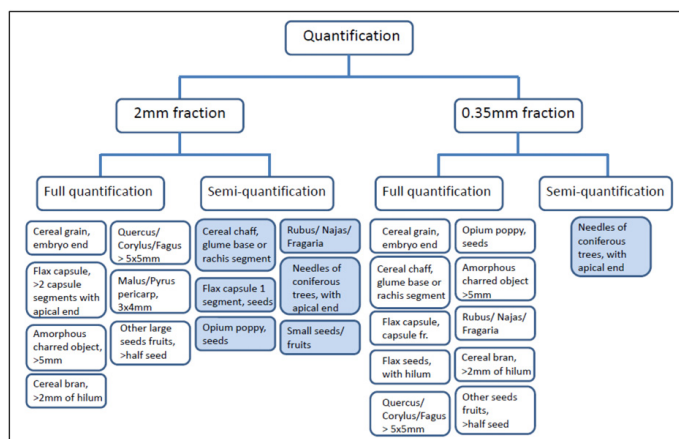 Quantification
2mm fraction
0.35mm fraction
Full quantification
Semi-quantification
Full quantification
Semi-quantification
Cereal grain,
embryo end
Flax capsule,
>2 capsule
segments with
apical end
Amorphous
charred object,
>5mm
Cereal bran,
>2mm of hilum
Quercus/
Corylus/Fagus
> 5x5mm
Malus/Pyrus
pericarp,
3x4mm
Other large
seeds fruits,
>half seed
Cereal chaff,
glume base or
rachis segment
Flax capsule 1
segment, seeds
Opium poppy,
seeds
Rubus/ Najas/
Fragaria
Needles of
coniferous
trees, with
apical end
Small seeds/
fruits
Cereal grain,
embryo end
Cereal chaff,
glume base or
rachis segment
Flax capsule,
capsule fr.
Flax seeds,
with hilum
Quercus/
Corylus/Fagus
> 5x5mm
Opium poppy,
seeds
Amorphous
charred object
>5mm
Rubus/ Najas/
Fragaria
Cereal bran,
>2mm of hilum
Other seeds
fruits,
>half seed
Needles of
coniferous
trees, with
apical end